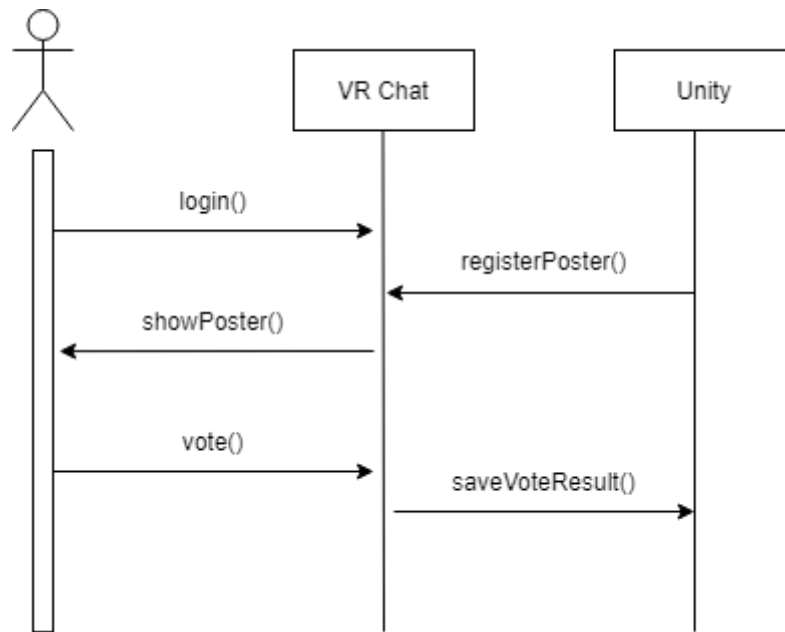 VR Chat
Unity
login()
registerPoster()
showPoster()
vote()
saveVoteResult()